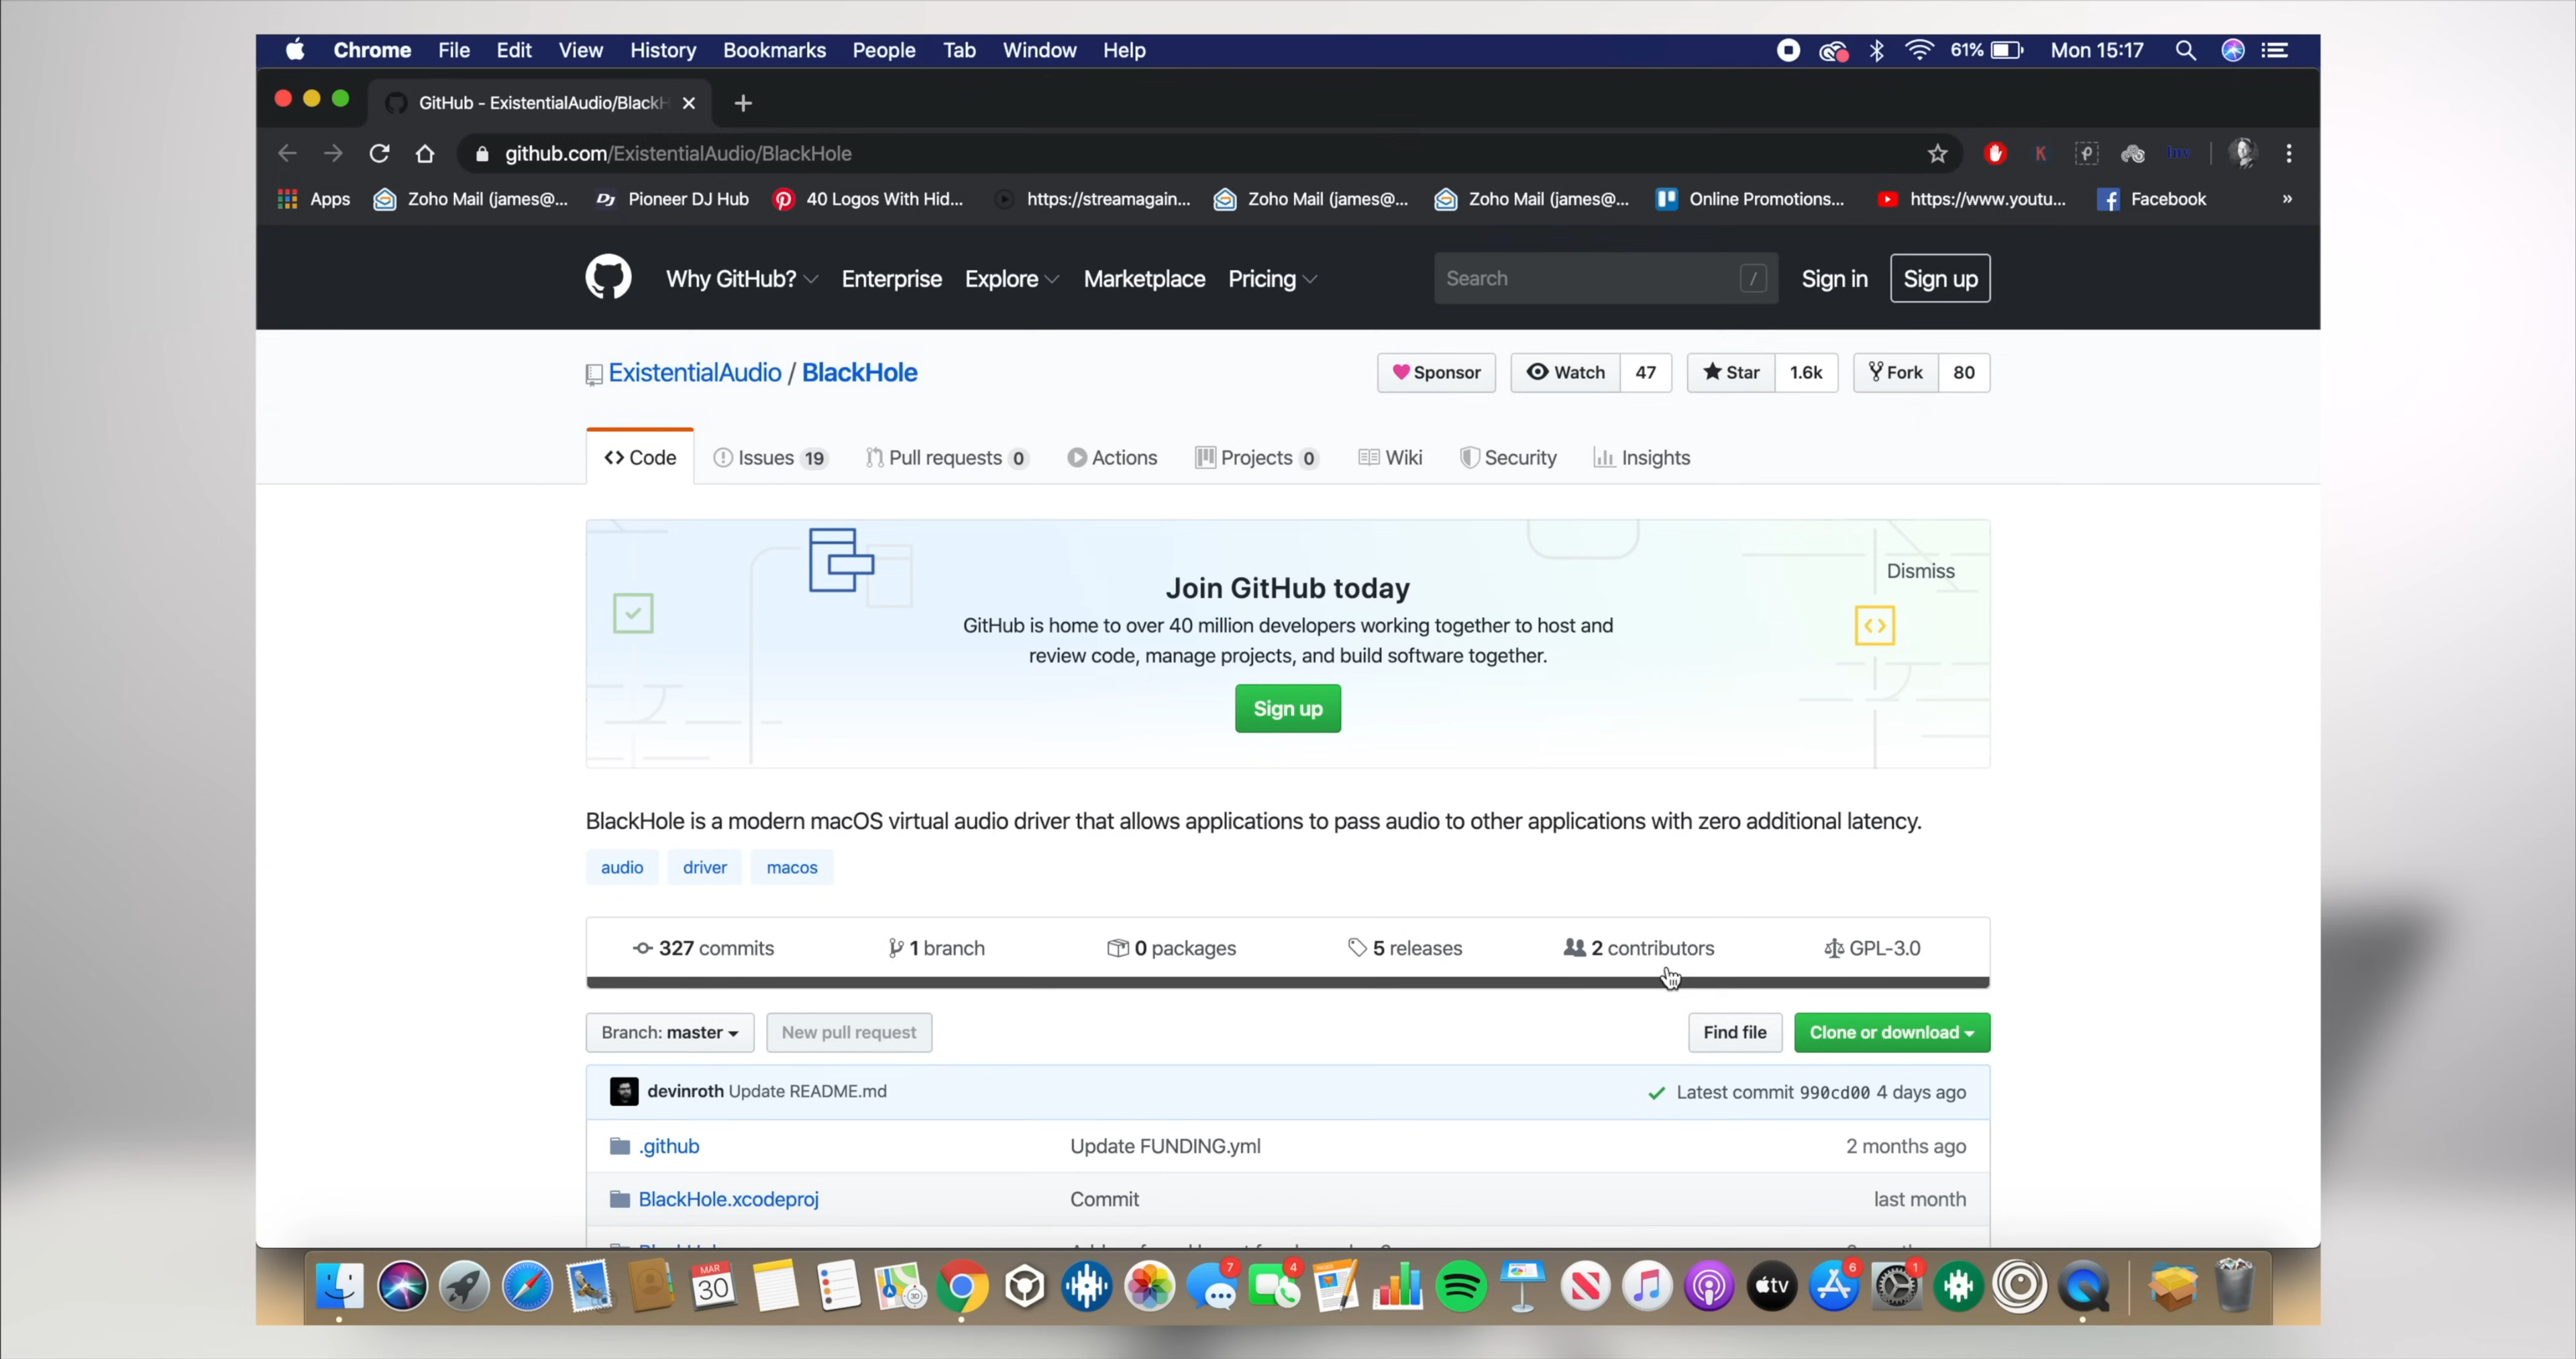 Chrome File Edit View History Bookmarks People Tab Window Help 61% Mon 15:17
GitHub - ExistentialAudio/BlackH
github.com/ExistentialAudio/BlackHole
Apps Zoho Mail (james@... Pioneer DJ Hub 40 Logos With Hid... https://streamagain... Zoho Mail (james@... Zoho Mail (james@... Online Promotions... https://www.youtu... Facebook »
Why GitHub? Enterprise Explore Marketplace Pricing Search / Sign in Sign up
ExistentialAudio / BlackHole Sponsor Watch 47 Star 1.6k Fork 80
Code Issues 19 Pull requests 0 Actions Projects 0 Wiki Security Insights
Dismiss
Join GitHub today
GitHub is home to over 40 million developers working together to host and
review code, manage projects, and build software together.
Sign up
BlackHole is a modern macOS virtual audio driver that allows applications to pass audio to other applications with zero additional latency.
audio driver macos
327 commits 1 branch 0 packages 5 releases 2 contributors GPL-3.0
Branch: master New pull request Find file Clone or download
devinroth Update README.md Latest commit 990cd00 4 days ago
.github Update FUNDING.yml 2 months ago
BlackHole.xcodeproj Commit last month
MAR
30
7
4
tv
6
1